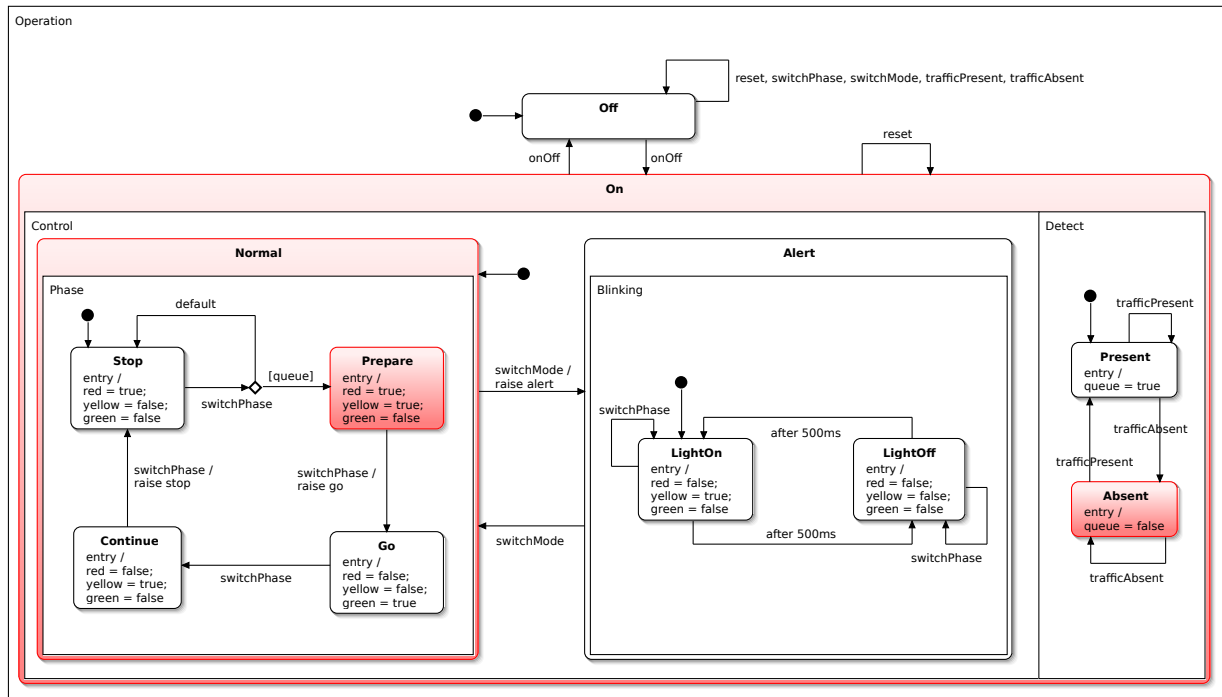 Operation
reset, switchPhase, switchMode, trafficPresent, trafficAbsent
Off
onOff
onOff
reset
On
Control
Detect
Normal
Alert
Phase
Blinking
default
trafficPresent
Stop
entry /
red = true;
yellow = false;
green = false
[queue]
switchPhase
Prepare
entry /
red = true;
yellow = true;
green = false
switchMode /
raise alert
Present
entry /
queue = true
switchPhase
after 500ms
trafficAbsent
LightOn
entry /
red = false;
yellow = true;
green = false
LightOff
entry /
red = false;
yellow = false;
green = false
switchPhase /
raise stop
switchPhase /
raise go
trafficPresent
Absent
entry /
queue = false
Continue
entry /
red = false;
yellow = true;
green = false
switchPhase
Go
entry /
red = false;
yellow = false;
green = true
switchMode
after 500ms
switchPhase
trafficAbsent